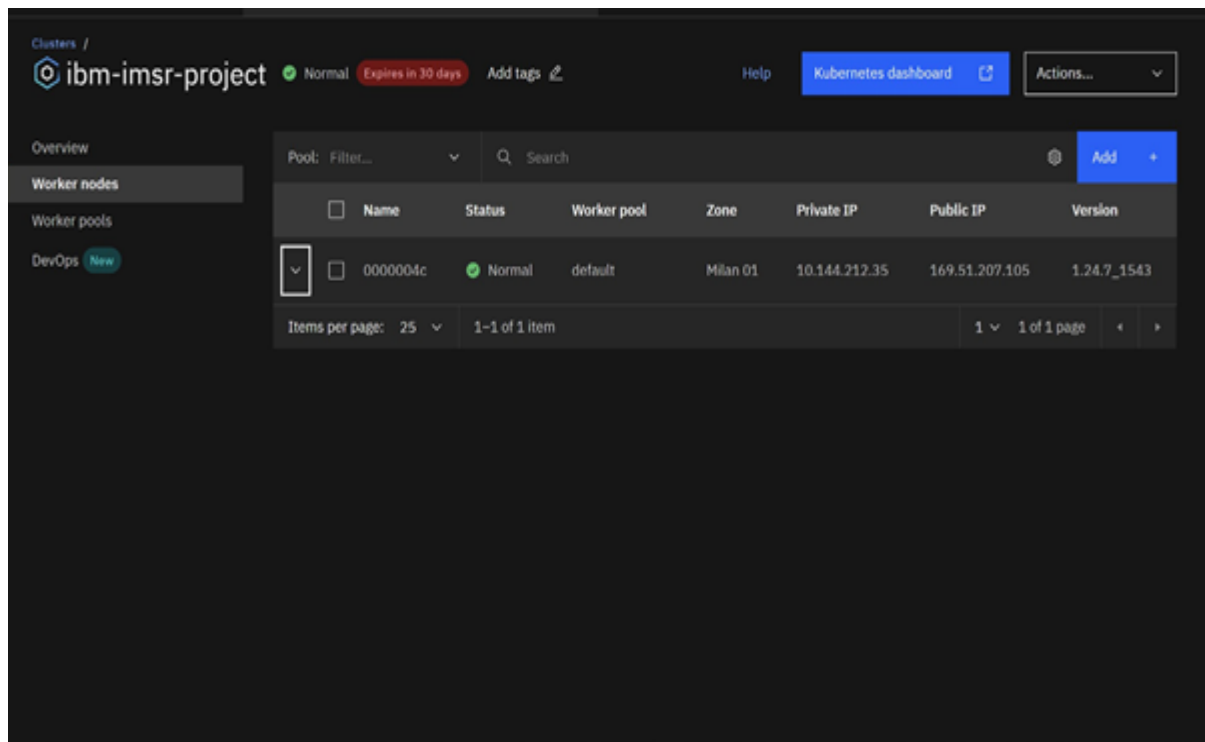 Clusters /
ibm-imsr-project Normal Expires in 30 days Add tags Help Kubernetes dashboard Actions...
Overview
Worker nodes
Worker pools
DevOps New
Pool: Filter... Search Add +
Name Status Worker pool Zone Private IP Public IP Version
0000004c Normal default Milan 01 10.144.212.35 169.51.207.105 1.24.7_1543
Items per page: 25 1–1 of 1 item 1 1 of 1 page